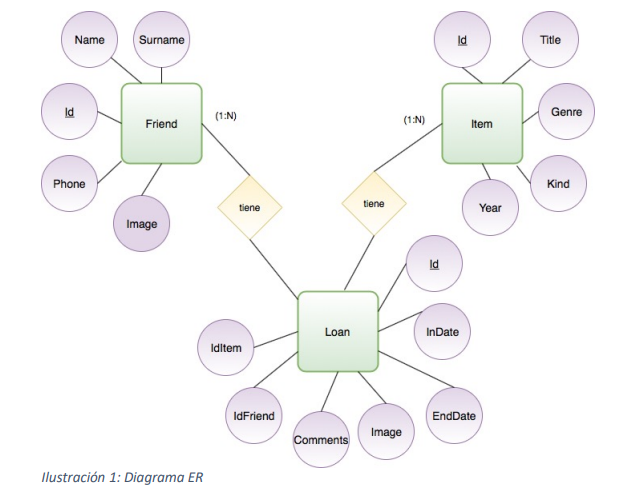 Name
Surname
Id
Title
Id
Friend
(1:N)
(1:N)
Item
Genre
Phone
Image
tiene
tiene
Year
Kind
Id
IdItem
Loan
InDate
IdFriend
Comments
Image
EndDate
Ilustración 1: Diagrama ER